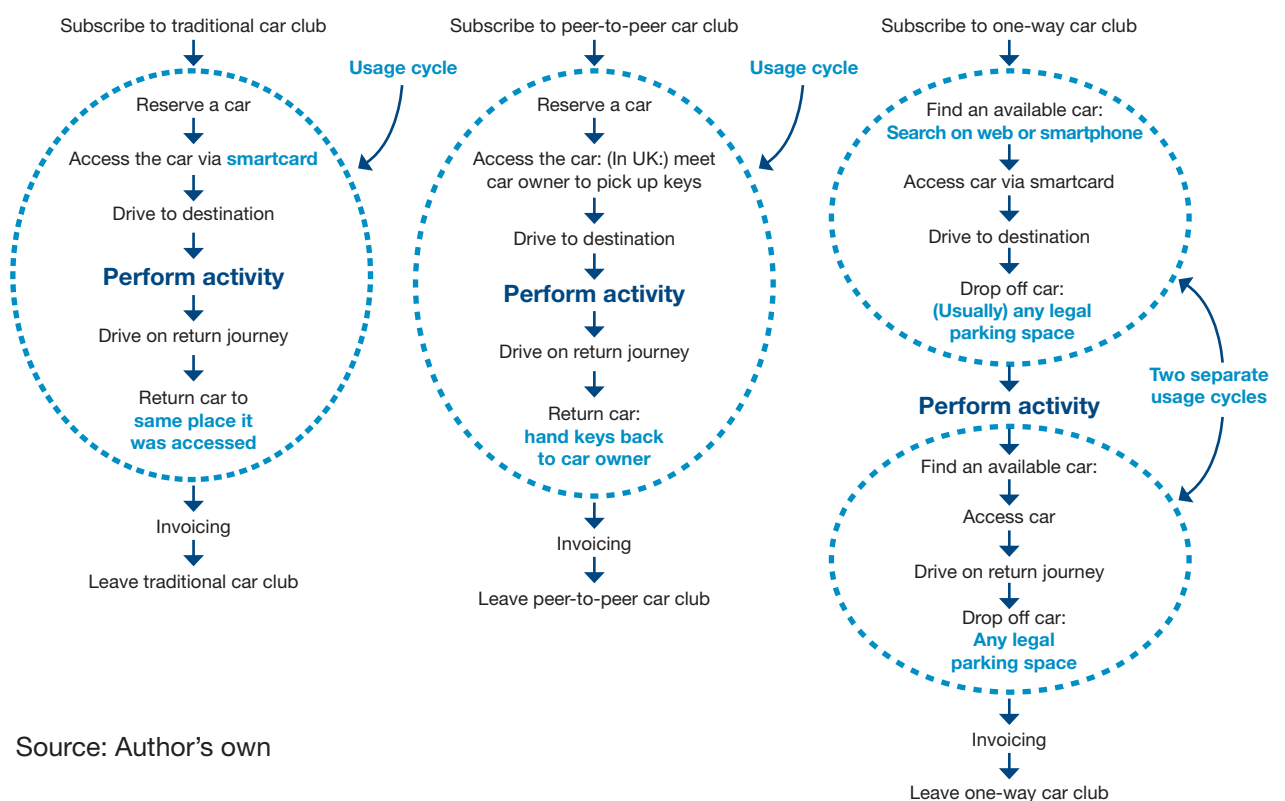 Subscribe to traditional car club
Usage cycle
Reserve a car
Access the car via smartcard
Drive to destination
Perform activity
Drive on return journey
Return car to
same place it
was accessed
Invoicing
Leave traditional car club
Subscribe to peer-to-peer car club
Usage cycle
Reserve a car
Access the car: (In UK:) meet
car owner to pick up keys
Drive to destination
Perform activity
Drive on return journey
Return car:
hand keys back
to car owner
Invoicing
Leave peer-to-peer car club
Subscribe to one-way car club
Find an available car:
Search on web or smartphone
Access car via smartcard
Drive to destination
Drop off car:
(Usually) any legal
parking space
Two separate
usage cycles
Perform activity
Find an available car:
Access car
Drive on return journey
Drop off car:
Any legal
parking space
Invoicing
Leave one-way car club
Source: Author's own